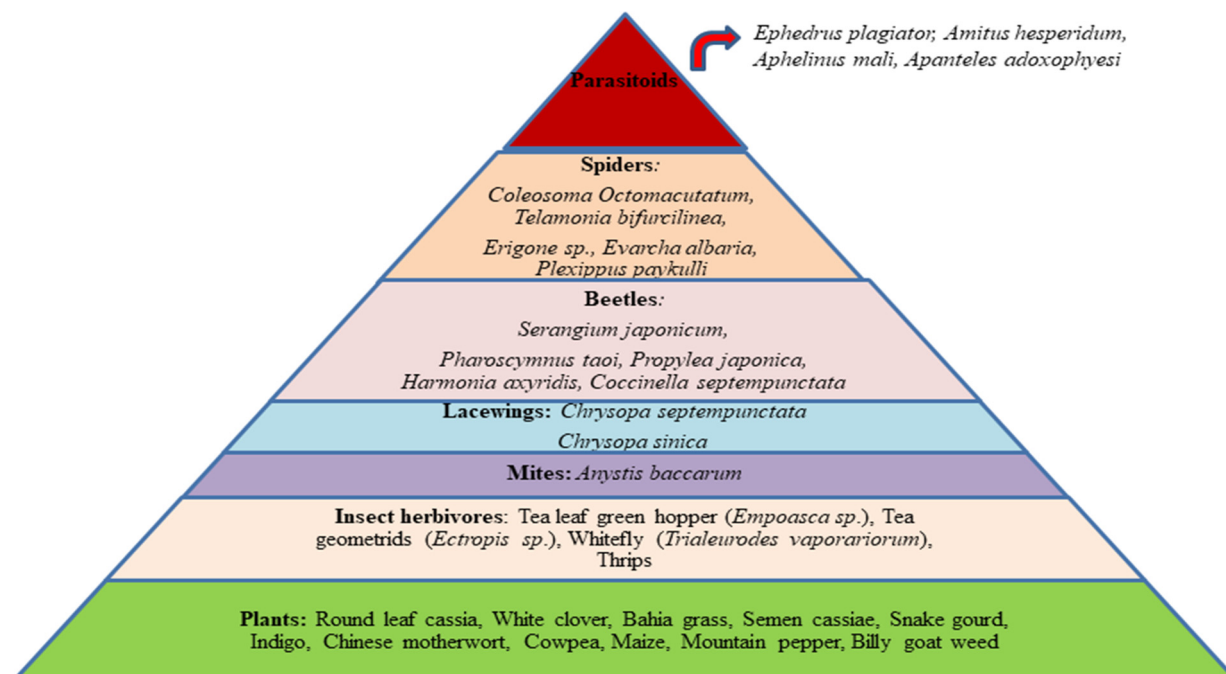 Ephedrus plagiator, Amitus hesperidum,
Aphelinus mali, Apanteles adoxophyesi
Parasitoids
Spiders:
Coleosoma Octomacutatum,
Telamonia bifurcilinea,
Erigone sp., Evarcha albaria,
Plexippus paykulli
Beetles:
Serangium japonicum,
Pharoscymnus taoi, Propylea japonica,
Harmonia axyridis, Coccinella septempunctata
Lacewings: Chrysopa septempunctata
Chrysopa sinica
Mites: Anystis baccarum
Insect herbivores: Tea leaf green hopper (Empoasca sp.), Tea
geometrids (Ectropis sp.), Whitefly (Trialeurodes vaporariorum),
Thrips
Plants: Round leaf cassia, White clover, Bahia grass, Semen cassiae, Snake gourd,
Indigo, Chinese motherwort, Cowpea, Maize, Mountain pepper, Billy goat weed